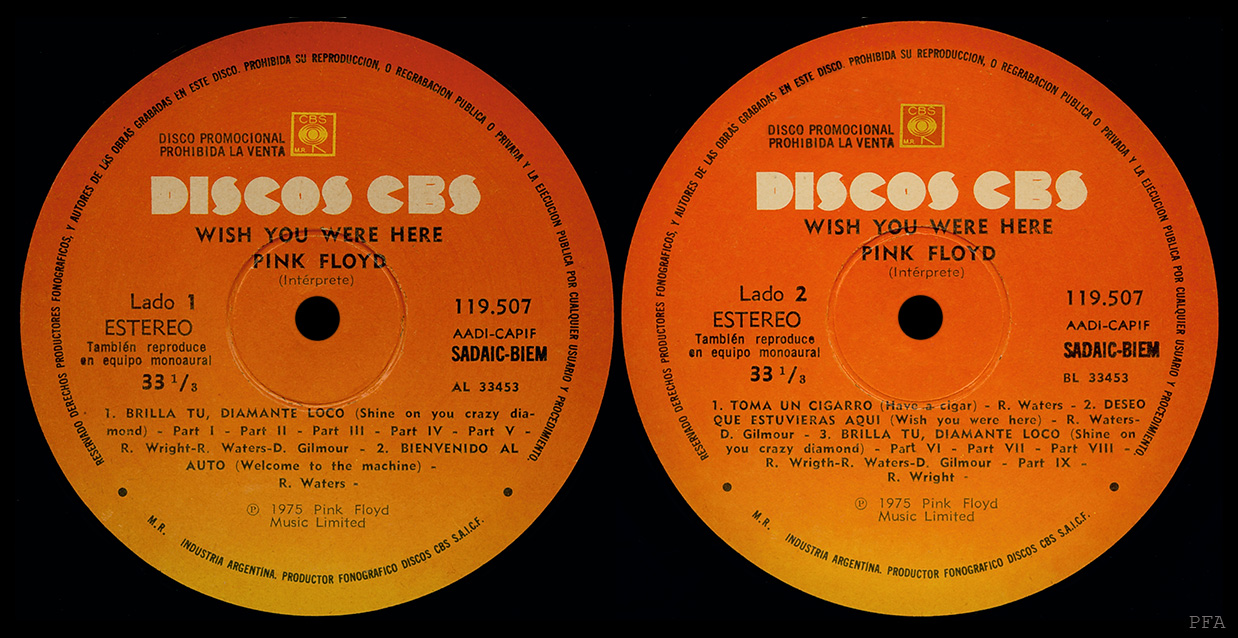 RESERVADO DERECHOS PRODUCTORES FONOGRAFICOS, Y AUTORES DE LAS OBRAS GRABADAS EN ESTE DISCO. PROHIBIDA SU REPRODUCCION, O REGRABACION PUBLICA O PRIVADA Y LA EJECUCION PUBLICA POR CUALQUIER USUARIO Y PROCEDIMIENTO.
CBS
M.R.
DISCO PROMOCIONAL
PROHIBIDA LA VENTA
DISCOS CBS
WISH YOU WERE HERE
PINK FLOYD
(Intérprete)
Lado 1
ESTEREO
También reproduce
en equipo monoaural
33 1/3
119.507
AADI-CAPIF
SADAIC-BIEM
AL 33453
1. BRILLA TU, DIAMANTE LOCO (Shine on you crazy dia-
mond) - Part I - Part II - Part III - Part IV - Part V -
R. Wright-R. Waters-D. Gilmour - 2. BIENVENIDO AL
AUTO (Welcome to the machine) -
R. Waters -
℗ 1975 Pink Floyd
Music Limited
M.R. INDUSTRIA ARGENTINA. PRODUCTOR FONOGRAFICO DISCOS CBS S.A.I.C.F.
RESERVADO DERECHOS PRODUCTORES FONOGRAFICOS, Y AUTORES DE LAS OBRAS GRABADAS EN ESTE DISCO. PROHIBIDA SU REPRODUCCION, O REGRABACION PUBLICA O PRIVADA Y LA EJECUCION PUBLICA POR CUALQUIER USUARIO Y PROCEDIMIENTO.
CBS
M.R.
DISCO PROMOCIONAL
PROHIBIDA LA VENTA
DISCOS CBS
WISH YOU WERE HERE
PINK FLOYD
(Intérprete)
Lado 2
ESTEREO
También reproduce
en equipo monoaural
33 1/3
119.507
AADI-CAPIF
SADAIC-BIEM
BL 33453
1. TOMA UN CIGARRO (Have a cigar) - R. Waters - 2. DESEO
QUE ESTUVIERAS AQUI (Wish you were here) - R. Waters-
D. Gilmour - 3. BRILLA TU, DIAMANTE LOCO (Shine on
you crazy diamond) - Part VI - Part VII - Part VIII -
R. Wrigth-R. Waters-D. Gilmour - Part IX -
R. Wright -
℗ 1975 Pink Floyd
Music Limited
M.R. INDUSTRIA ARGENTINA. PRODUCTOR FONOGRAFICO DISCOS CBS S.A.I.C.F.
PFA